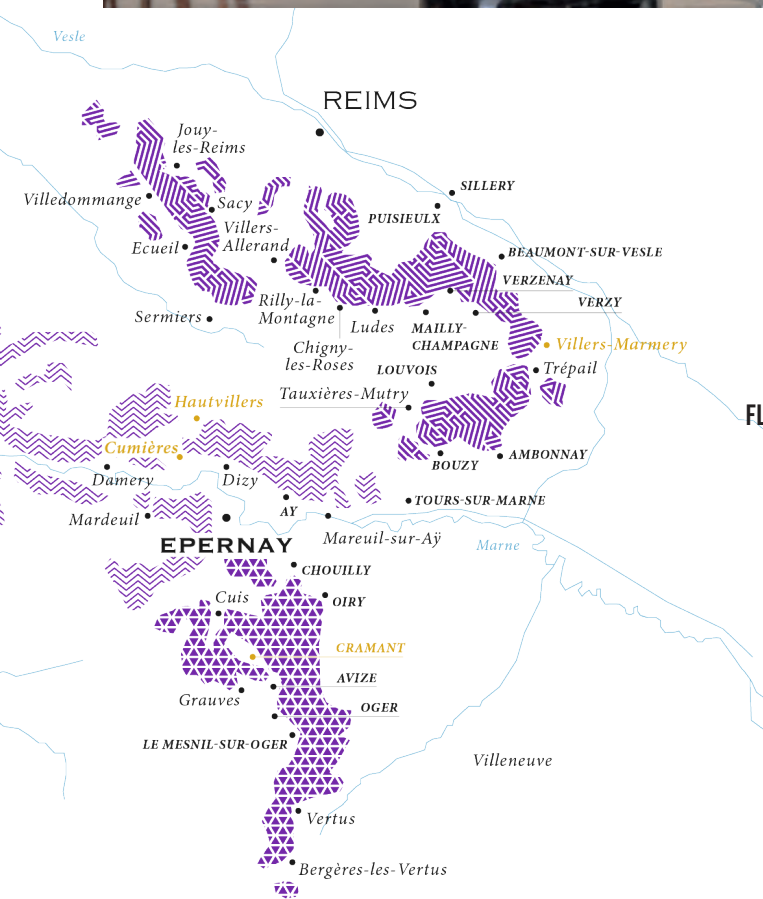 Vesle
REIMS
Jouy-
les-Reims
SILLERY
Villedommange
Sacy
PUISIEULX
Villers-
Allerand
Ecueil
BEAUMONT-SUR-VESLE
VERZENAY
Rilly-la-
Montagne
VERZY
Sermiers
Ludes
MAILLY-
CHAMPAGNE
Villers-Marmery
Chigny-
les-Roses
LOUVOIS
Trépail
Tauxières-Mutry
Hautvillers
FL
Cumières
AMBONNAY
BOUZY
Damery
Dizy
TOURS-SUR-MARNE
AY
Mardeuil
Mareuil-sur-Aÿ
EPERNAY
Marne
CHOUILLY
Cuis
OIRY
CRAMANT
AVIZE
Grauves
OGER
LE MESNIL-SUR-OGER
Villeneuve
Vertus
Bergères-les-Vertus